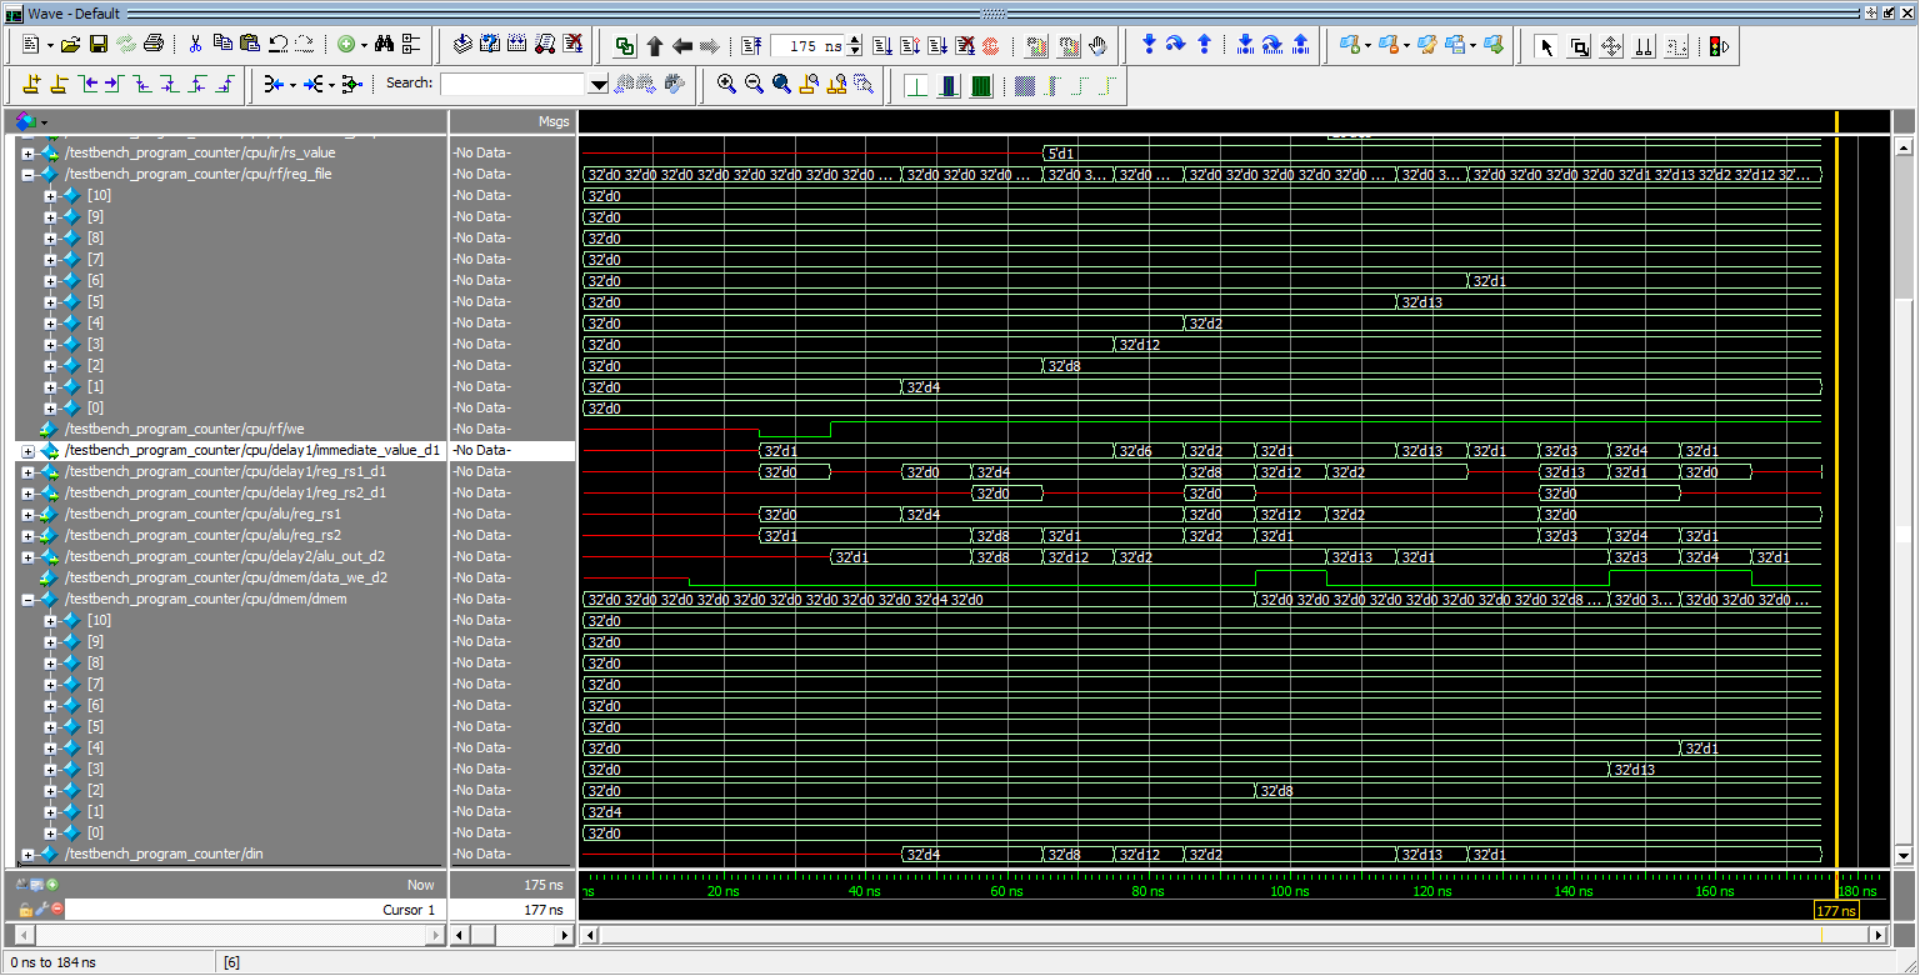 Wave - Default
175 ns
Search:
Msgs
/testbench_program_counter/cpu/ir/rs_value -No Data- 5'd1
/testbench_program_counter/cpu/rf/reg_file -No Data- 32'd0 32'd0 32'd0 32'd0 32'd0 32'd0 32'd0 32'd0 ... 32'd0 32'd0 32'd0 ... 32'd0 3... 32'd0 ... 32'd0 32'd0 32'd0 32'd0 32'd0 ... 32'd0 3... 32'd0 32'd0 32'd0 32'd0 32'd1 32'd13 32'd2 32'd12 32'...
[10] -No Data- 32'd0
[9] -No Data- 32'd0
[8] -No Data- 32'd0
[7] -No Data- 32'd0
[6] -No Data- 32'd0 32'd1
[5] -No Data- 32'd0 32'd13
[4] -No Data- 32'd0 32'd2
[3] -No Data- 32'd0 32'd12
[2] -No Data- 32'd0 32'd8
[1] -No Data- 32'd0 32'd4
[0] -No Data- 32'd0
/testbench_program_counter/cpu/rf/we -No Data-
/testbench_program_counter/cpu/delay1/immediate_value_d1 -No Data- 32'd1 32'd6 32'd2 32'd1 32'd13 32'd1 32'd3 32'd4 32'd1
/testbench_program_counter/cpu/delay1/reg_rs1_d1 -No Data- 32'd0 32'd0 32'd4 32'd8 32'd12 32'd2 32'd13 32'd1 32'd0
/testbench_program_counter/cpu/delay1/reg_rs2_d1 -No Data- 32'd0 32'd0 32'd0
/testbench_program_counter/cpu/alu/reg_rs1 -No Data- 32'd0 32'd4 32'd0 32'd12 32'd2 32'd0
/testbench_program_counter/cpu/alu/reg_rs2 -No Data- 32'd1 32'd8 32'd1 32'd2 32'd1 32'd3 32'd4 32'd1
/testbench_program_counter/cpu/delay2/alu_out_d2 -No Data- 32'd1 32'd8 32'd12 32'd2 32'd13 32'd1 32'd3 32'd4 32'd1
/testbench_program_counter/cpu/dmem/data_we_d2 -No Data-
/testbench_program_counter/cpu/dmem/dmem -No Data- 32'd0 32'd0 32'd0 32'd0 32'd0 32'd0 32'd0 32'd0 32'd0 32'd4 32'd0 32'd0 32'd0 32'd0 32'd0 32'd0 32'd0 32'd0 32'd0 32'd8 ... 32'd0 3... 32'd0 32'd0 32'd0 ...
[10] -No Data- 32'd0
[9] -No Data- 32'd0
[8] -No Data- 32'd0
[7] -No Data- 32'd0
[6] -No Data- 32'd0
[5] -No Data- 32'd0
[4] -No Data- 32'd0 32'd1
[3] -No Data- 32'd0 32'd13
[2] -No Data- 32'd0 32'd8
[1] -No Data- 32'd4
[0] -No Data- 32'd0
/testbench_program_counter/din -No Data- 32'd4 32'd8 32'd12 32'd2 32'd13 32'd1
Now 175 ns ns 20 ns 40 ns 60 ns 80 ns 100 ns 120 ns 140 ns 160 ns 180 ns
Cursor 1 177 ns 177 ns
0 ns to 184 ns [6]